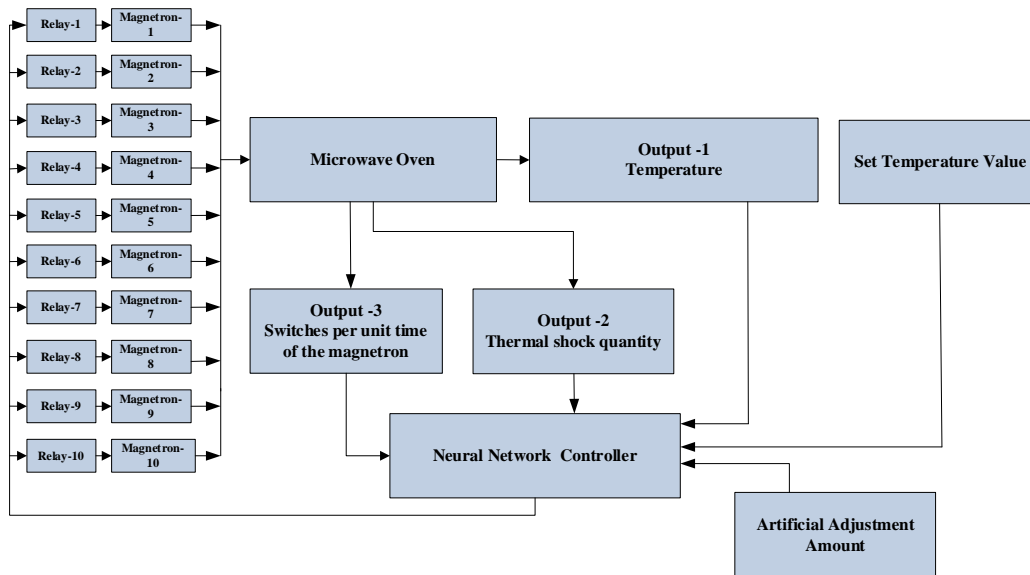 Relay-1
Magnetron-
1
Relay-2
Magnetron-
2
Relay-3
Magnetron-
3
Relay-4
Magnetron-
4
Relay-5
Magnetron-
5
Relay-6
Magnetron-
6
Relay-7
Magnetron-
7
Relay-8
Magnetron-
8
Relay-9
Magnetron-
9
Relay-10
Magnetron-
10
Microwave Oven
Output -1
Temperature
Set Temperature Value
Output -3
Switches per unit time
of the magnetron
Output -2
Thermal shock quantity
Neural Network Controller
Artificial Adjustment
Amount